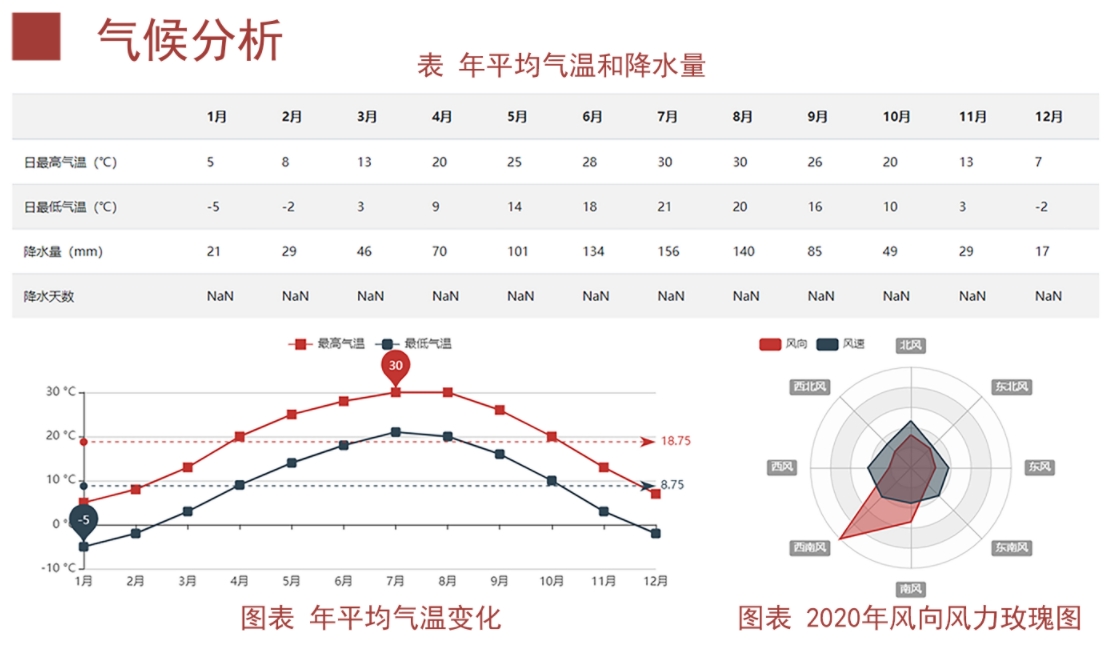 气候分析
表 年平均气温和降水量
1月 2月 3月 4月 5月 6月 7月 8月 9月 10月 11月 12月
日最高气温（℃） 5 8 13 20 25 28 30 30 26 20 13 7
日最低气温（℃） -5 -2 3 9 14 18 21 20 16 10 3 -2
降水量（mm） 21 29 46 70 101 134 156 140 85 49 29 17
降水天数 NaN NaN NaN NaN NaN NaN NaN NaN NaN NaN NaN NaN
最高气温 最低气温
30
30 °C
20 °C
18.75
10 °C
8.75
0 °
-5
-10 °C
1月 2月 3月 4月 5月 6月 7月 8月 9月 10月 11月 12月
图表 年平均气温变化
风向 风速
北风
西北风 东北风
西风 东风
西南风 东南风
南风
图表 2020年风向风力玫瑰图